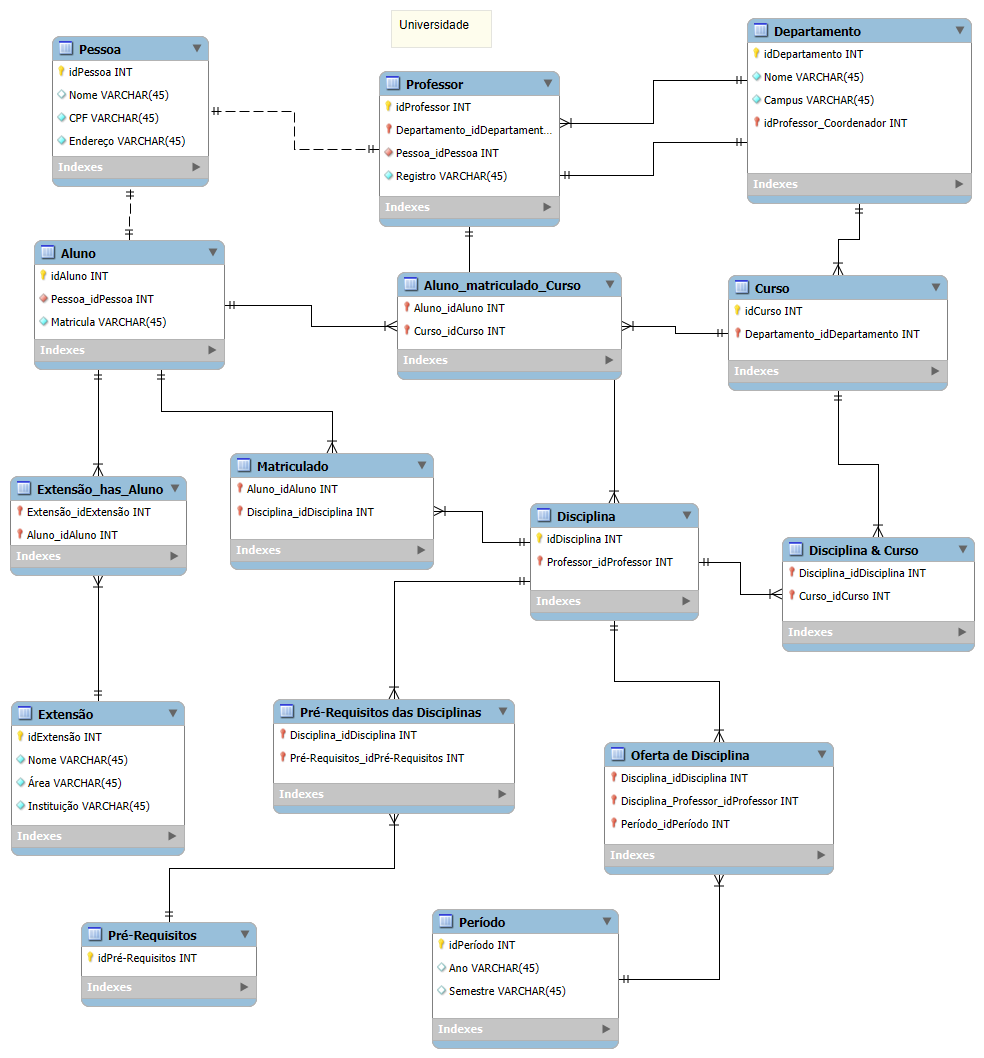 Universidade
Pessoa
idPessoa INT
Nome VARCHAR(45)
CPF VARCHAR(45)
Endereço VARCHAR(45)
Indexes
Professor
idProfessor INT
Departamento_idDepartament...
Pessoa_idPessoa INT
Registro VARCHAR(45)
Indexes
Departamento
idDepartamento INT
Nome VARCHAR(45)
Campus VARCHAR(45)
idProfessor_Coordenador INT
Indexes
Aluno
idAluno INT
Pessoa_idPessoa INT
Matricula VARCHAR(45)
Indexes
Aluno_matriculado_Curso
Aluno_idAluno INT
Curso_idCurso INT
Indexes
Curso
idCurso INT
Departamento_idDepartamento INT
Indexes
Extensão_has_Aluno
Extensão_idExtensão INT
Aluno_idAluno INT
Indexes
Matriculado
Aluno_idAluno INT
Disciplina_idDisciplina INT
Indexes
Disciplina
idDisciplina INT
Professor_idProfessor INT
Indexes
Disciplina & Curso
Disciplina_idDisciplina INT
Curso_idCurso INT
Indexes
Extensão
idExtensão INT
Nome VARCHAR(45)
Área VARCHAR(45)
Instituição VARCHAR(45)
Indexes
Pré-Requisitos das Disciplinas
Disciplina_idDisciplina INT
Pré-Requisitos_idPré-Requisitos INT
Indexes
Oferta de Disciplina
Disciplina_idDisciplina INT
Disciplina_Professor_idProfessor INT
Período_idPeríodo INT
Indexes
Pré-Requisitos
idPré-Requisitos INT
Indexes
Período
idPeríodo INT
Ano VARCHAR(45)
Semestre VARCHAR(45)
Indexes